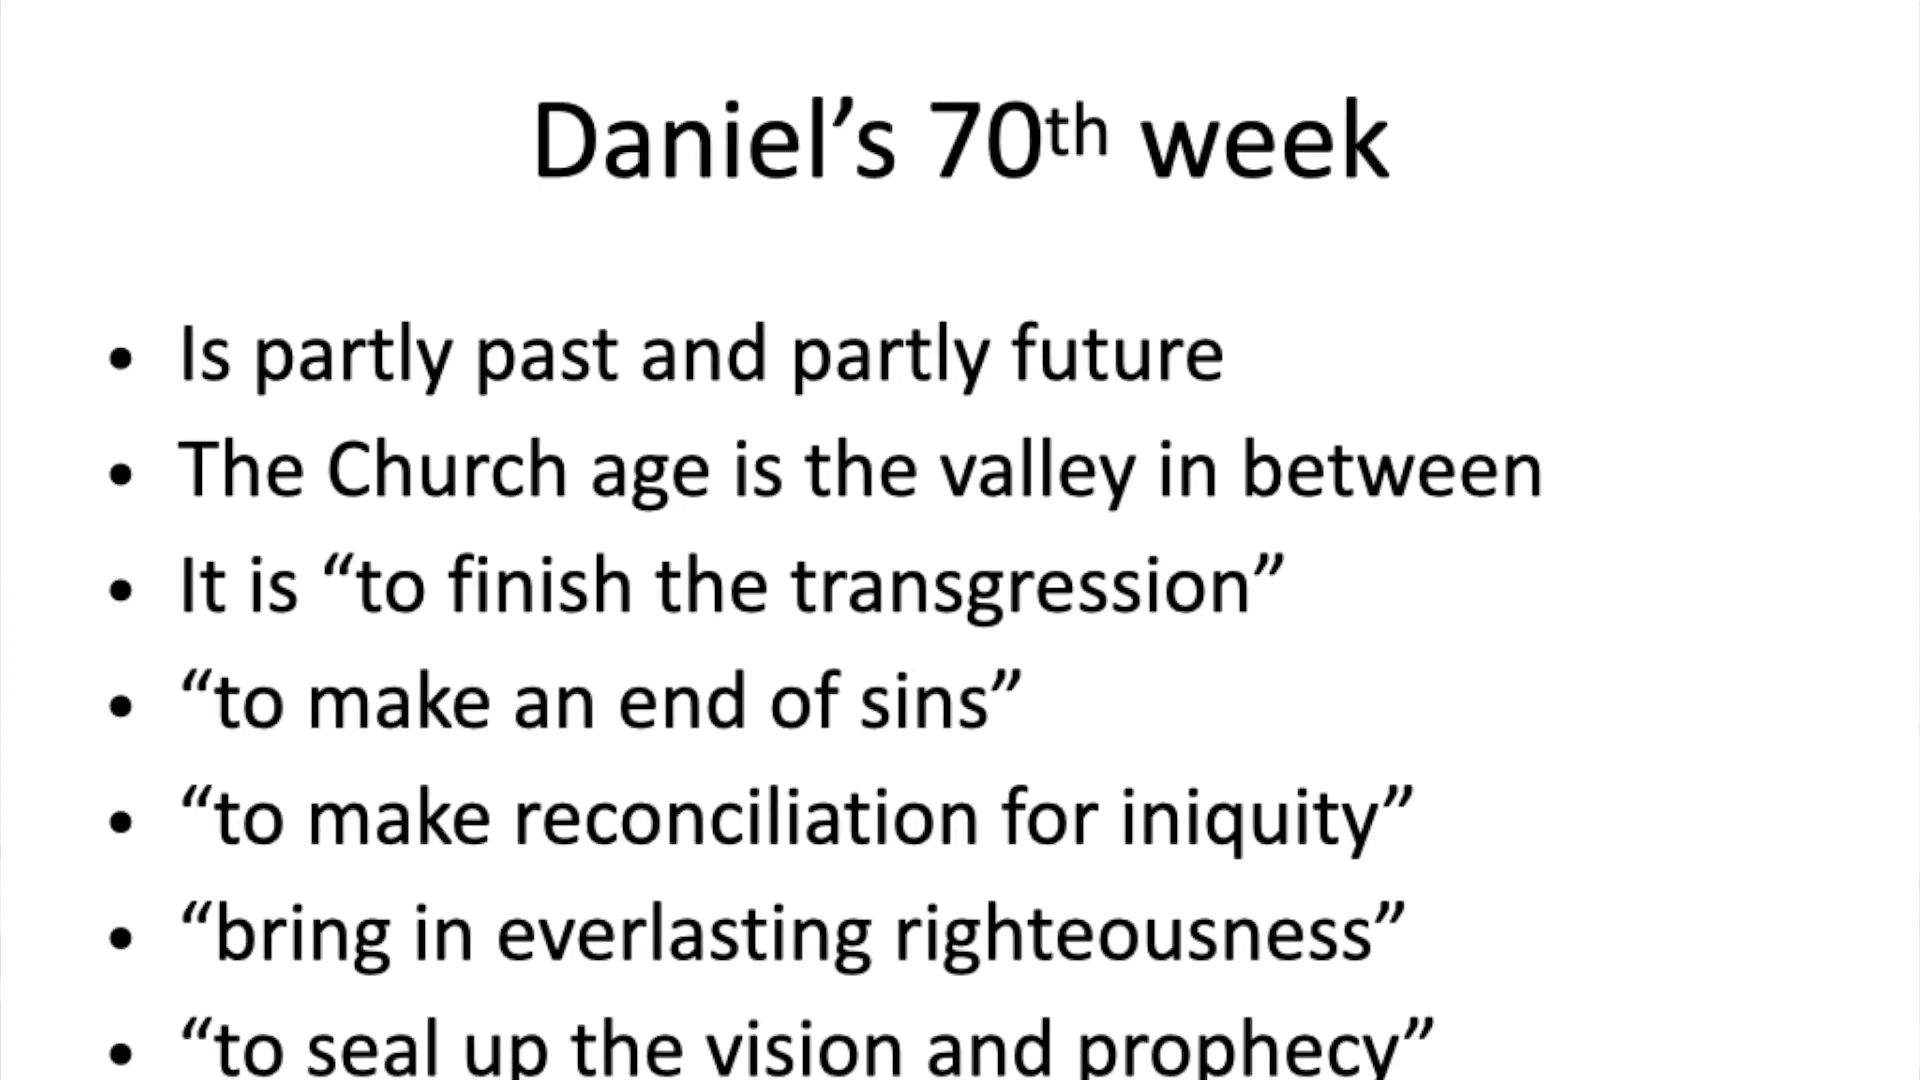 Daniel’s 70th week
• Is partly past and partly future
• The Church age is the valley in between
• It is “to finish the transgression”
• “to make an end of sins”
• “to make reconciliation for iniquity”
• “bring in everlasting righteousness”
• “to seal up the vision and prophecy”